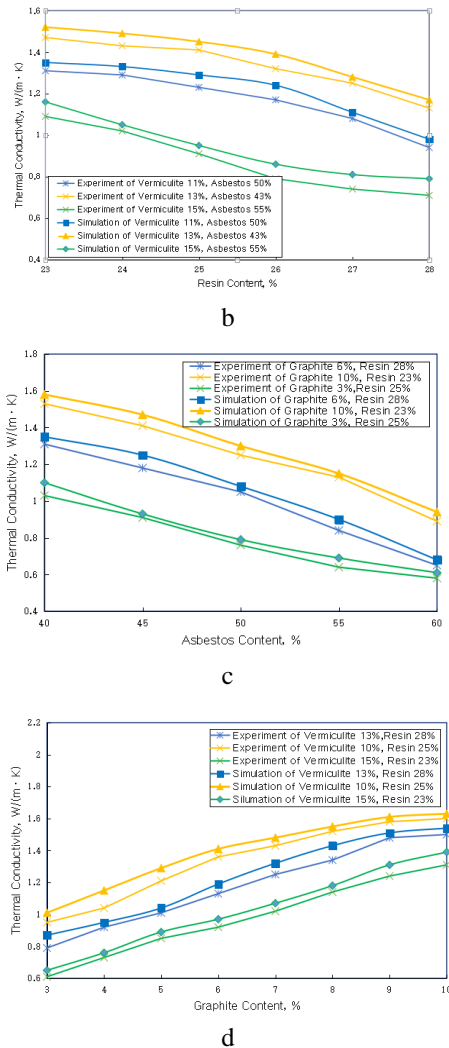 1,6
1,4
1,2
1
0,8
0,6
0,4
Thermal Conductivity, W/(m · K)
Experiment of Vermiculite 11%, Asbestos 50%
Experiment of Vermiculite 13%, Asbestos 43%
Experiment of Vermiculite 15%, Asbestos 55%
Simulation of Vermiculite 11%, Asbestos 50%
Simulation of Vermiculite 13%, Asbestos 43%
Simulation of Vermiculite 15%, Asbestos 55%
23 24 25 26 27 28
Resin Content, %
b
1.8
1.6
1.4
1.2
1
0.8
0.6
0.4
Thermal Conductivity, W/(m · K)
Experiment of Graphite 6%, Resin 28%
Experiment of Graphite 10%, Resin 23%
Experiment of Graphite 3%,Resin 25%
Simulation of Graphite 6%, Resin 28%
Simulation of Graphite 10%, Resin 23%
Simulation of Graphite 3%, Resin 25%
40 45 50 55 60
Asbestos Content, %
c
2.2
2
1.8
1.6
1.4
1.2
1
0.8
0.6
Thermal Conductivity, W/(m · K)
Experiment of Vermiculite 13%,Resin 28%
Experiment of Vermiculite 10%, Resin 25%
Experiment of Vermiculite 15%, Resin 23%
Simulation of Vermiculite 13%, Resin 28%
Simulation of Vermiculite 10%, Resin 25%
Silumation of Vermiculite 15%, Resin 23%
3 4 5 6 7 8 9 10
Graphite Content, %
d